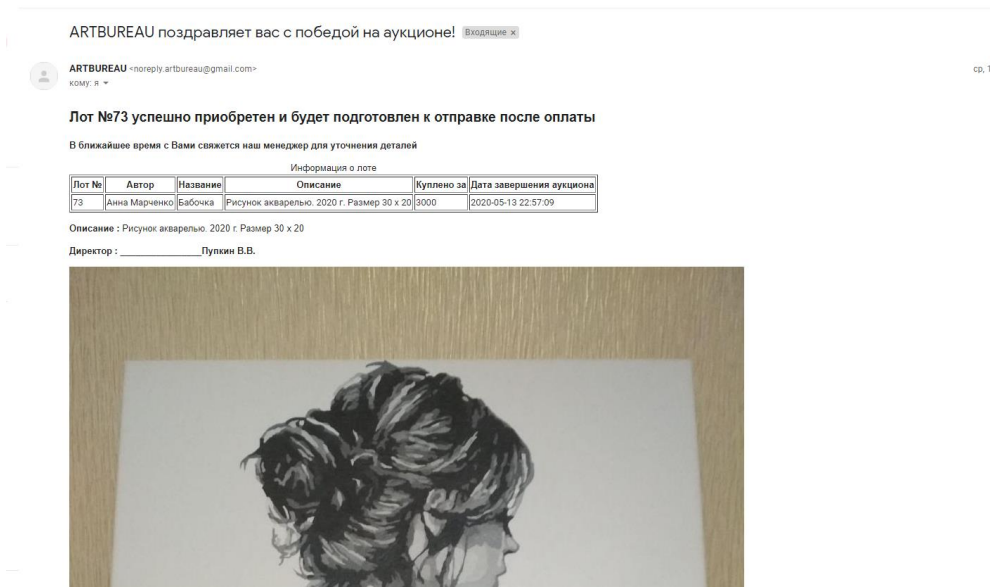 ARTBUREAU поздравляет вас с победой на аукционе! Входящие x
ARTBUREAU <noreply.artbureau@gmail.com>
ср, 1
кому: я
Лот №73 успешно приобретен и будет подготовлен к отправке после оплаты
В ближайшее время с Вами свяжется наш менеджер для уточнения деталей
Информация о лоте
Лот № Автор Название Описание Куплено за Дата завершения аукциона
73 Анна Марченко Бабочка Рисунок акварелью. 2020 г. Размер 30 x 20 3000 2020-05-13 22:57:09
Описание : Рисунок акварелью. 2020 г. Размер 30 x 20
Директор : _________________Пупкин В.В.